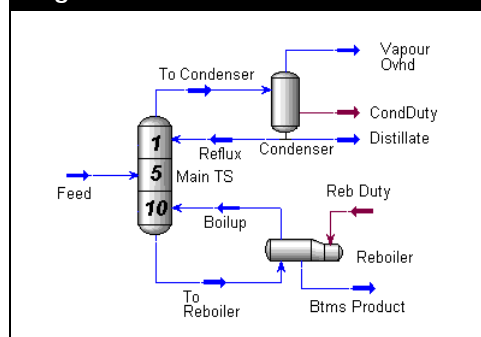 Vapour
Ovhd
To Condenser
CondDuty
1
Reflux
Condenser
Distillate
5
Main TS
Feed
Reb Duty
10
Boilup
Reboiler
To
Reboiler
Btms Product